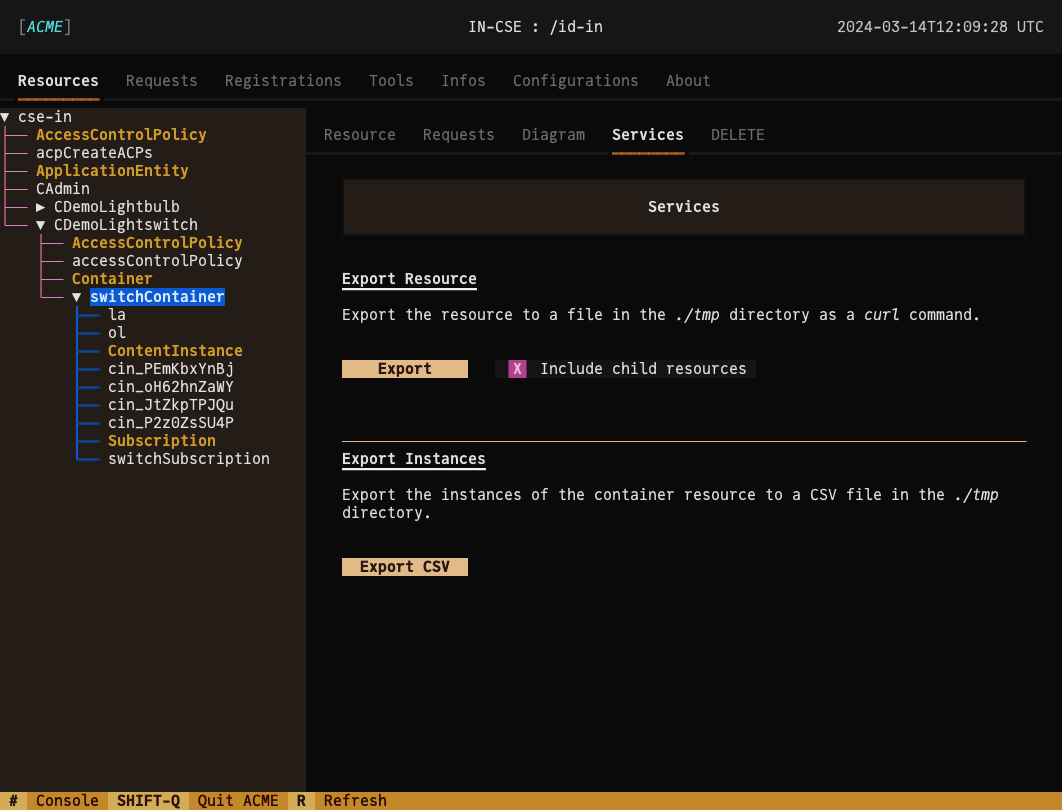 [ACME] IN-CSE : /id-in 2024-03-14T12:09:28 UTC
Resources Requests Registrations Tools Infos Configurations About
▼ cse-in
AccessControlPolicy
acpCreateACPs
ApplicationEntity
CAdmin
▶ CDemoLightbulb
▼ CDemoLightswitch
AccessControlPolicy
accessControlPolicy
Container
▼ switchContainer
la
ol
ContentInstance
cin_PEmKbxYnBj
cin_oH62hnZaWY
cin_JtZkpTPJQu
cin_P2z0ZsSU4P
Subscription
switchSubscription
Resource Requests Diagram Services DELETE
Services
Export Resource
Export the resource to a file in the ./tmp directory as a curl command.
Export X Include child resources
Export Instances
Export the instances of the container resource to a CSV file in the ./tmp
directory.
Export CSV
# Console SHIFT-Q Quit ACME R Refresh